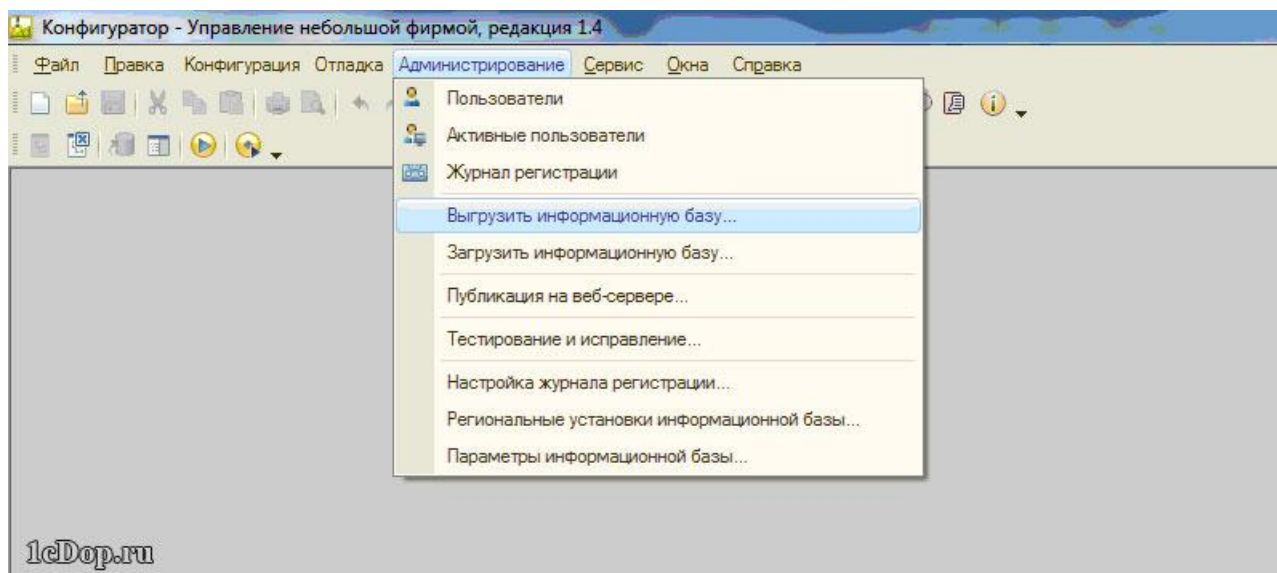 Конфигуратор - Управление небольшой фирмой, редакция 1.4
Файл Правка Конфигурация Отладка Администрирование Сервис Окна Справка
Пользователи
Активные пользователи
Журнал регистрации
Выгрузить информационную базу...
Загрузить информационную базу...
Публикация на веб-сервере...
Тестирование и исправление...
Настройка журнала регистрации...
Региональные установки информационной базы...
Параметры информационной базы...
1cDop.ru